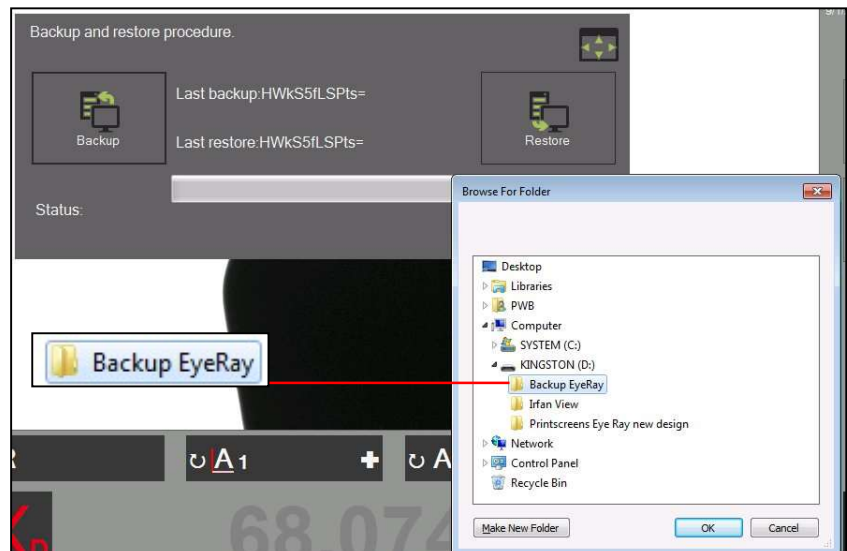 Backup and restore procedure.
Last backup:HWkS5fLSPts=
Backup
Last restore:HWkS5fLSPts=
Restore
Status:
Browse For Folder
Desktop
Libraries
PWB
Computer
SYSTEM (C:)
KINGSTON (D:)
Backup EyeRay
Irfan View
Printscreens Eye Ray new design
Network
Control Panel
Recycle Bin
Make New Folder
OK
Cancel
Backup EyeRay
A 1
A
68.074